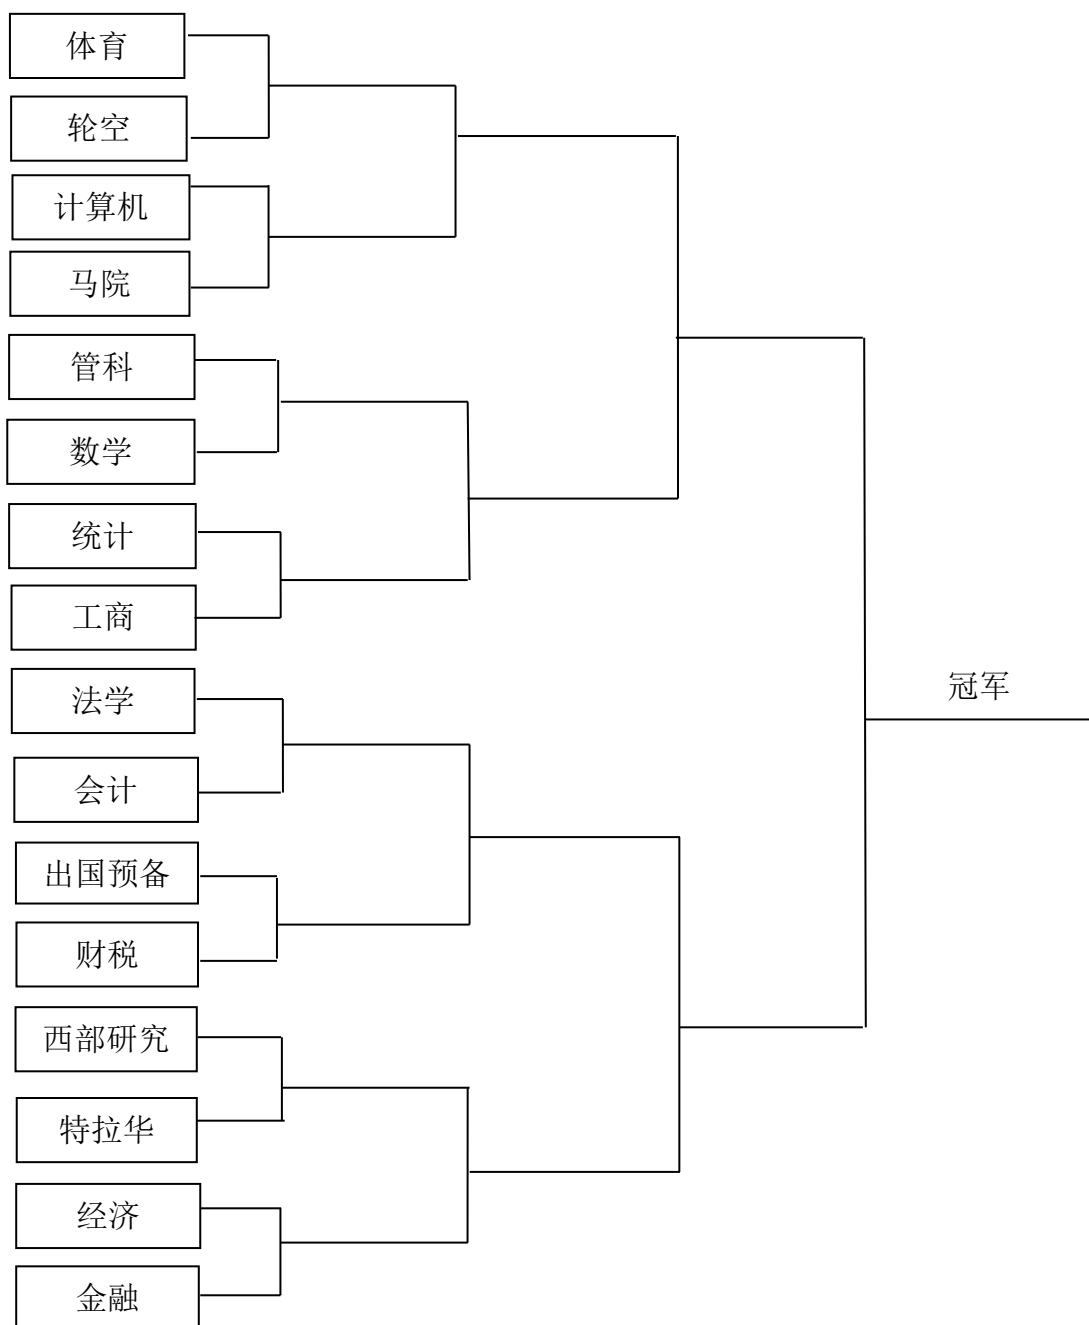 体育
轮空
计算机
马院
管科
数学
统计
工商
法学
冠军
会计
出国预备
财税
西部研究
特拉华
经济
金融